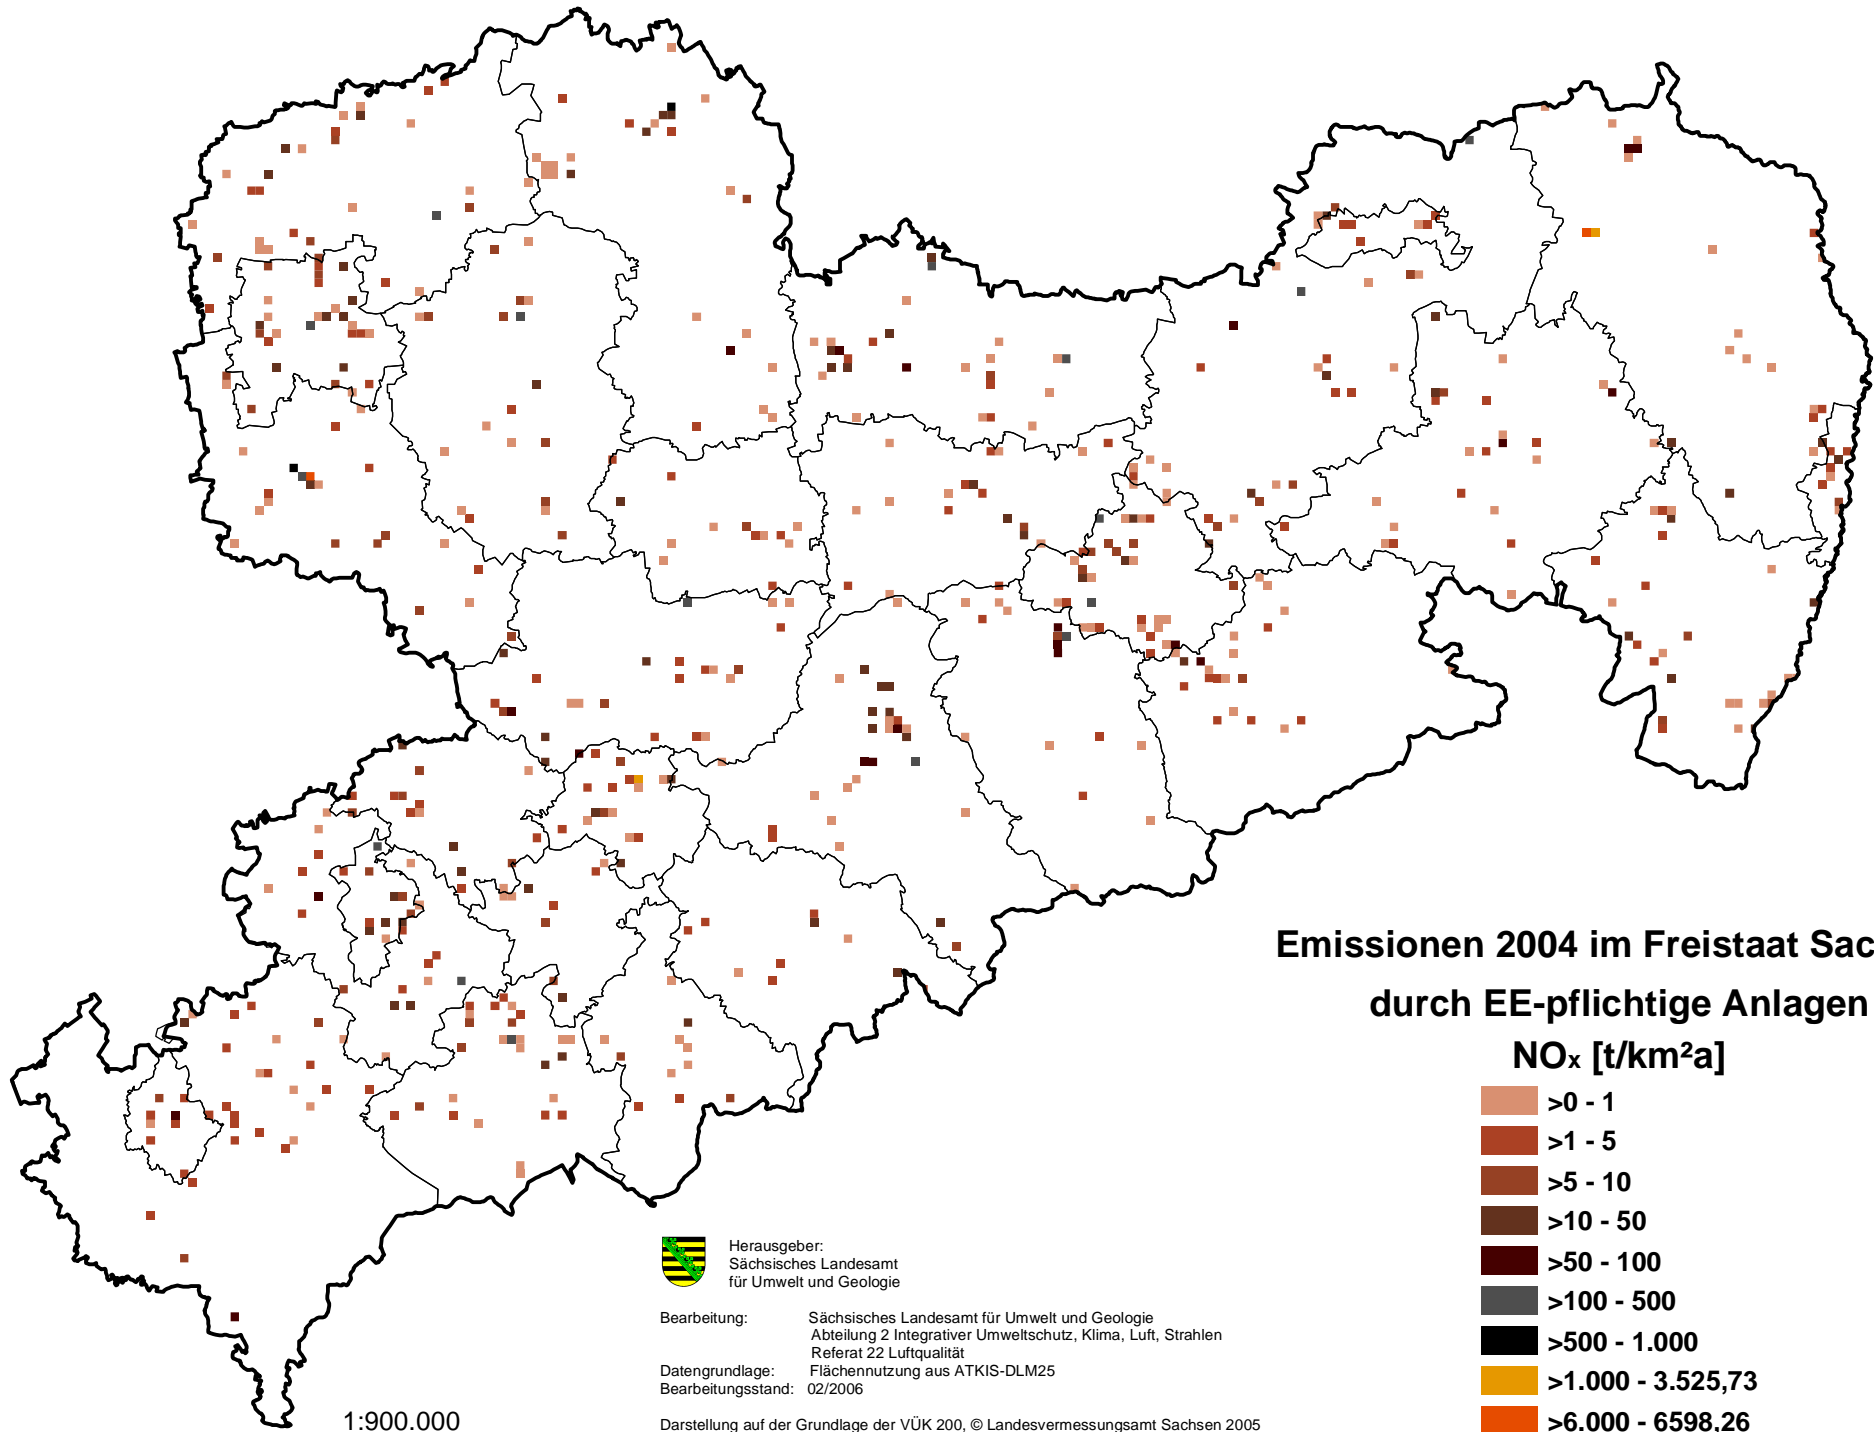 Emissionen 2004 im Freistaat Sac
durch EE-pflichtige Anlagen
NOx [t/km²a]
>0 - 1
>1 - 5
>5 - 10
>10 - 50
>50 - 100
>100 - 500
>500 - 1.000
>1.000 - 3.525,73
>6.000 - 6598,26
Herausgeber:
Sächsisches Landesamt
für Umwelt und Geologie
Bearbeitung: Sächsisches Landesamt für Umwelt und Geologie
Abteilung 2 Integrativer Umweltschutz, Klima, Luft, Strahlen
Referat 22 Luftqualität
Datengrundlage: Flächennutzung aus ATKIS-DLM25
Bearbeitungsstand: 02/2006
1:900.000
Darstellung auf der Grundlage der VÜK 200, © Landesvermessungsamt Sachsen 2005